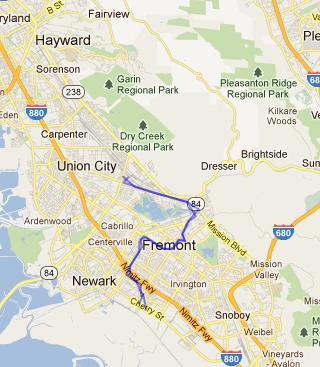 aryland
B St
Fairview
Hayward
Sorenson
Garin
Regional Park
Pleasanton Ridge
Regional Park
Ple
238
880
Eden
Kilkare
Woods
Carpenter
Dry Creek
Regional Park
Brightside
Union City
Dresser
Sun
84
Ardenwood
Cabrillo
Mission Blvd
Centerville
Fremont
680
84
Nimitz Fwy
Mission
Valley
Newark
Irvington
Cherry St
Nimitz Fwy
Snoboy
Weibel
880
Vineyards
Avalon